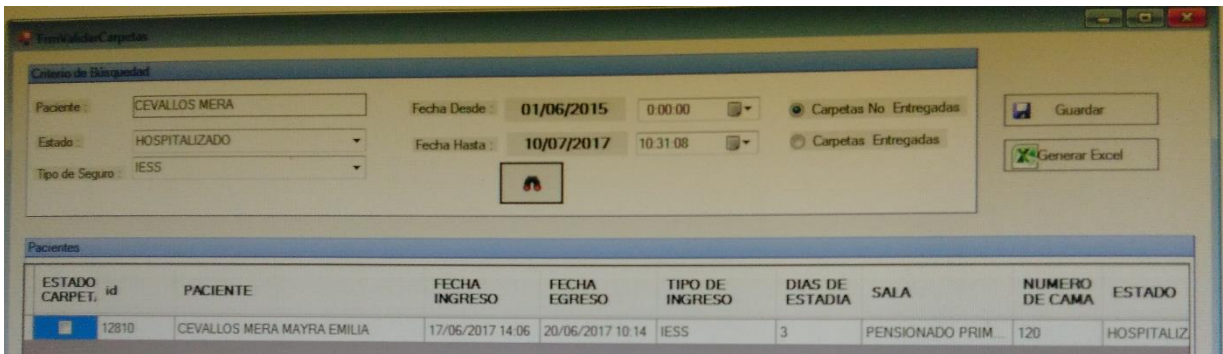 FrmValidarCarpetas
Criterio de Búsquedad
Paciente : CEVALLOS MERA Fecha Desde : 01/06/2015 0:00:00 Carpetas No Entregadas Guardar
Estado : HOSPITALIZADO Fecha Hasta : 10/07/2017 10:31:08 Carpetas Entregadas Generar Excel
Tipo de Seguro : IESS
Pacientes
ESTADO CARPET. id PACIENTE FECHA INGRESO FECHA EGRESO TIPO DE INGRESO DIAS DE ESTADIA SALA NUMERO DE CAMA ESTADO
12810 CEVALLOS MERA MAYRA EMILIA 17/06/2017 14:06 20/06/2017 10:14 IESS 3 PENSIONADO PRIM... 120 HOSPITALIZ